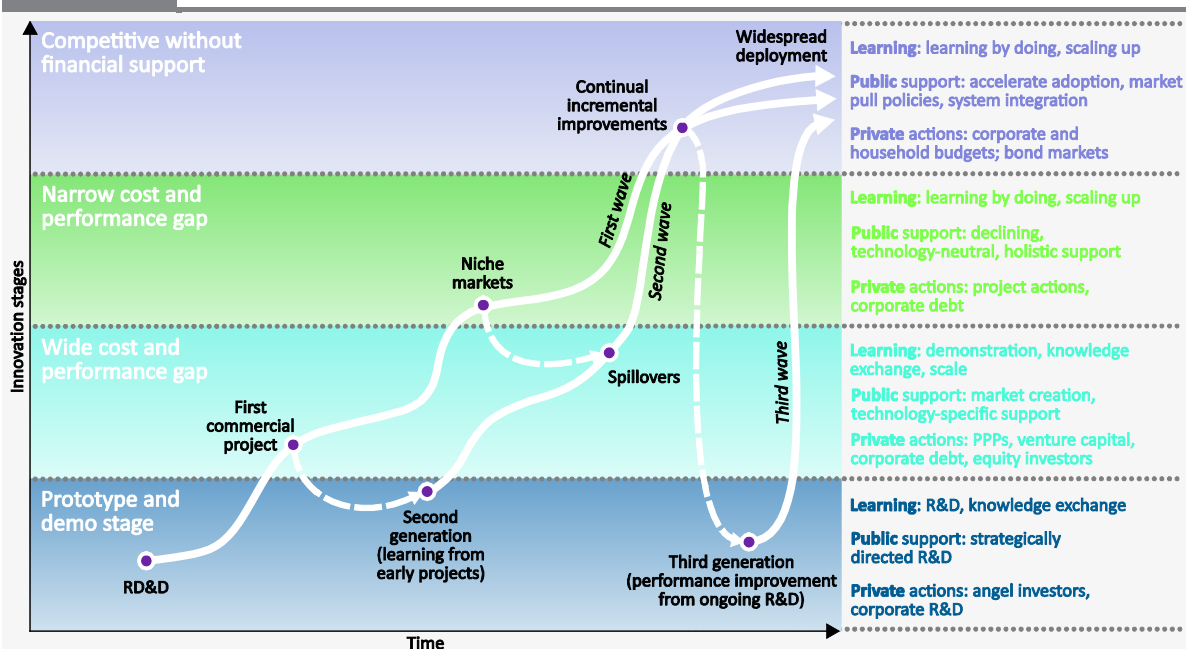 Competitive without
financial support
Widespread
deployment
Continual
incremental
improvements
Learning: learning by doing, scaling up
Public support: accelerate adoption, market
pull policies, system integration
Private actions: corporate and
household budgets; bond markets
Narrow cost and
performance gap
First wave
Second wave
Niche
markets
Learning: learning by doing, scaling up
Public support: declining,
technology-neutral, holistic support
Private actions: project actions,
corporate debt
Innovation stages
Wide cost and
performance gap
Spillovers
Third wave
First
commercial
project
Learning: demonstration, knowledge
exchange, scale
Public support: market creation,
technology-specific support
Private actions: PPPs, venture capital,
corporate debt, equity investors
Prototype and
demo stage
RD&D
Second
generation
(learning from
early projects)
Third generation
(performance improvement
from ongoing R&D)
Learning: R&D, knowledge exchange
Public support: strategically
directed R&D
Private actions: angel investors,
corporate R&D
Time